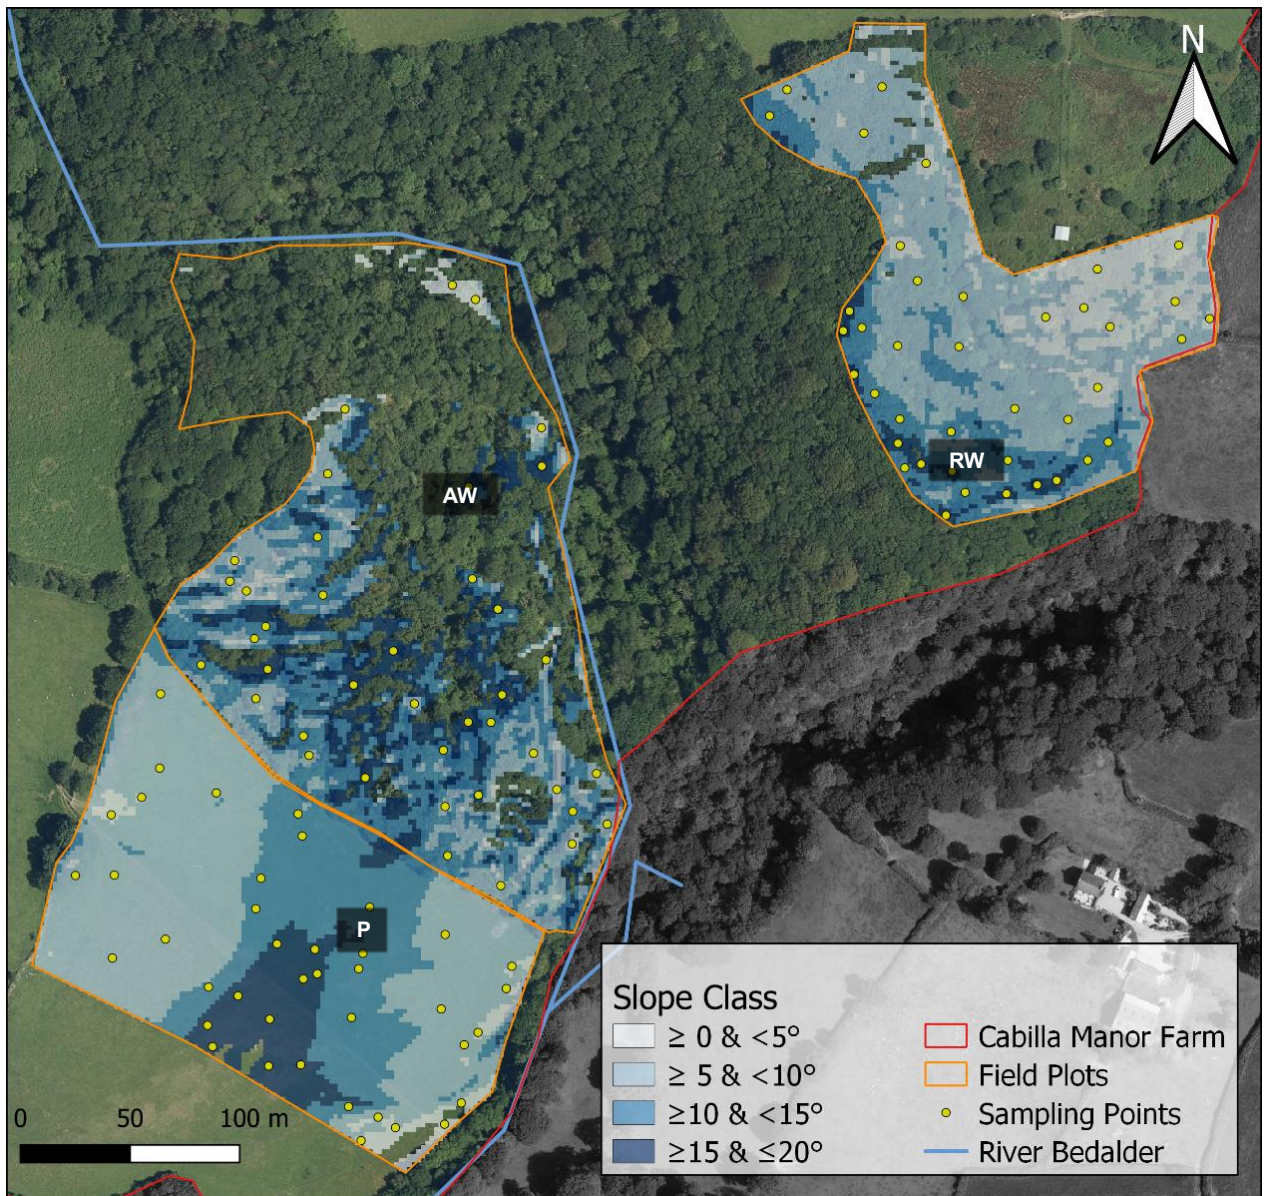 N
AW
RW
P
Slope Class
≥ 0 & <5°
≥ 5 & <10°
≥10 & <15°
≥15 & ≤20°
Cabilla Manor Farm
Field Plots
Sampling Points
River Bedalder
0 50 100 m